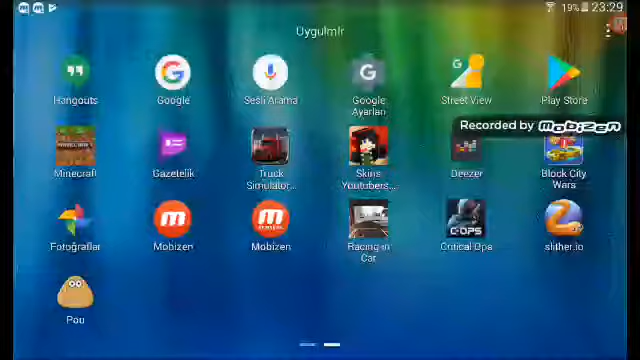 19% 23:29
Uygulmlr
Hangouts Google Sesli Arama Google Ayarları Street View Play Store
Recorded by mobizen
Minecraft Gazetelik Truck Simulator... Skins Youtubers... Deezer Block City Wars
Fotoğraflar Mobizen Mobizen Racing in Car Critical Ops slither.io
C-OPS
Pou